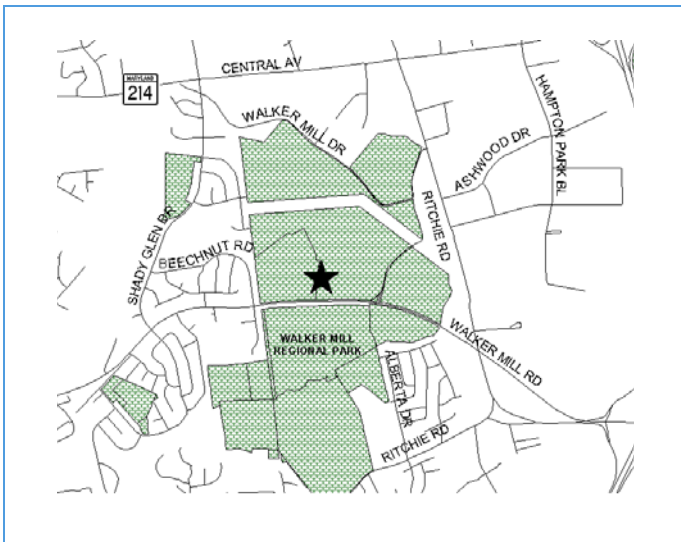 CENTRAL AV
MARYLAND
214
HAMPTON PARK BL
WALKER MILL DR
ASHWOOD DR
RITCHIE RD
SHADY GLEN DR
BEECHNUT RD
WALKER MILL
REGIONAL PARK
WALKER MILL RD
ALBERTA DR
RITCHIE RD